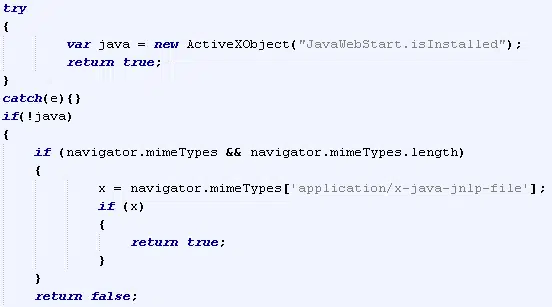 try
{
var java = new ActiveXObject("JavaWebStart.isInstalled");
return true;
}
catch(e){}
if(!java)
{
if (navigator.mimeTypes && navigator.mimeTypes.length)
{
x = navigator.mimeTypes['application/x-java-jnlp-file'];
if (x)
{
return true;
}
}
return false;